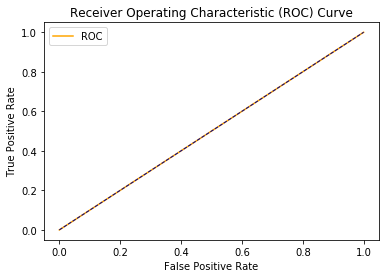 Receiver Operating Characteristic (ROC) Curve
ROC
True Positive Rate
1.0
0.8
0.6
0.4
0.2
0.0
0.0 0.2 0.4 0.6 0.8 1.0
False Positive Rate